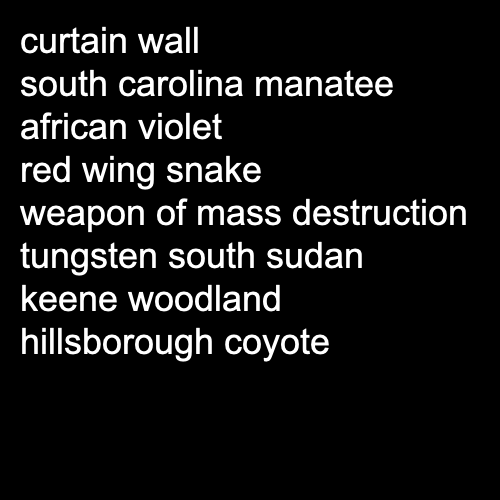 curtain wall
south carolina manatee
african violet
red wing snake
weapon of mass destruction
tungsten south sudan
keene woodland
hillsborough coyote